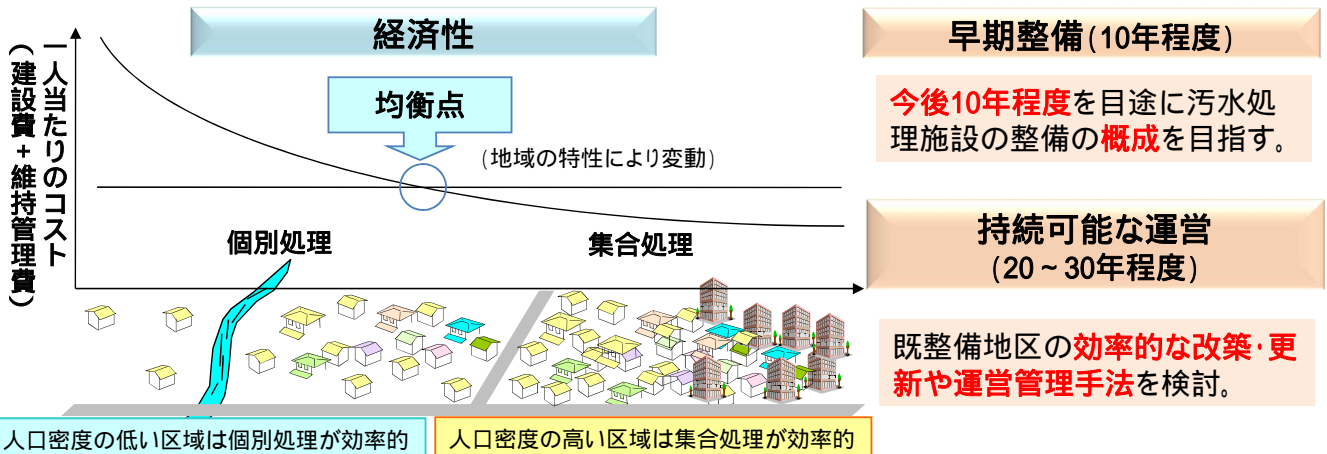 経済性
一人当たりのコスト
(建設費+維持管理費)
均衡点
(地域の特性により変動)
個別処理
集合処理
人口密度の低い区域は個別処理が効率的
人口密度の高い区域は集合処理が効率的
早期整備(10年程度)
今後10年程度を目途に汚水処
理施設の整備の概成を目指す。
持続可能な運営
(20~30年程度)
既整備地区の効率的な改築・更
新や運営管理手法を検討。